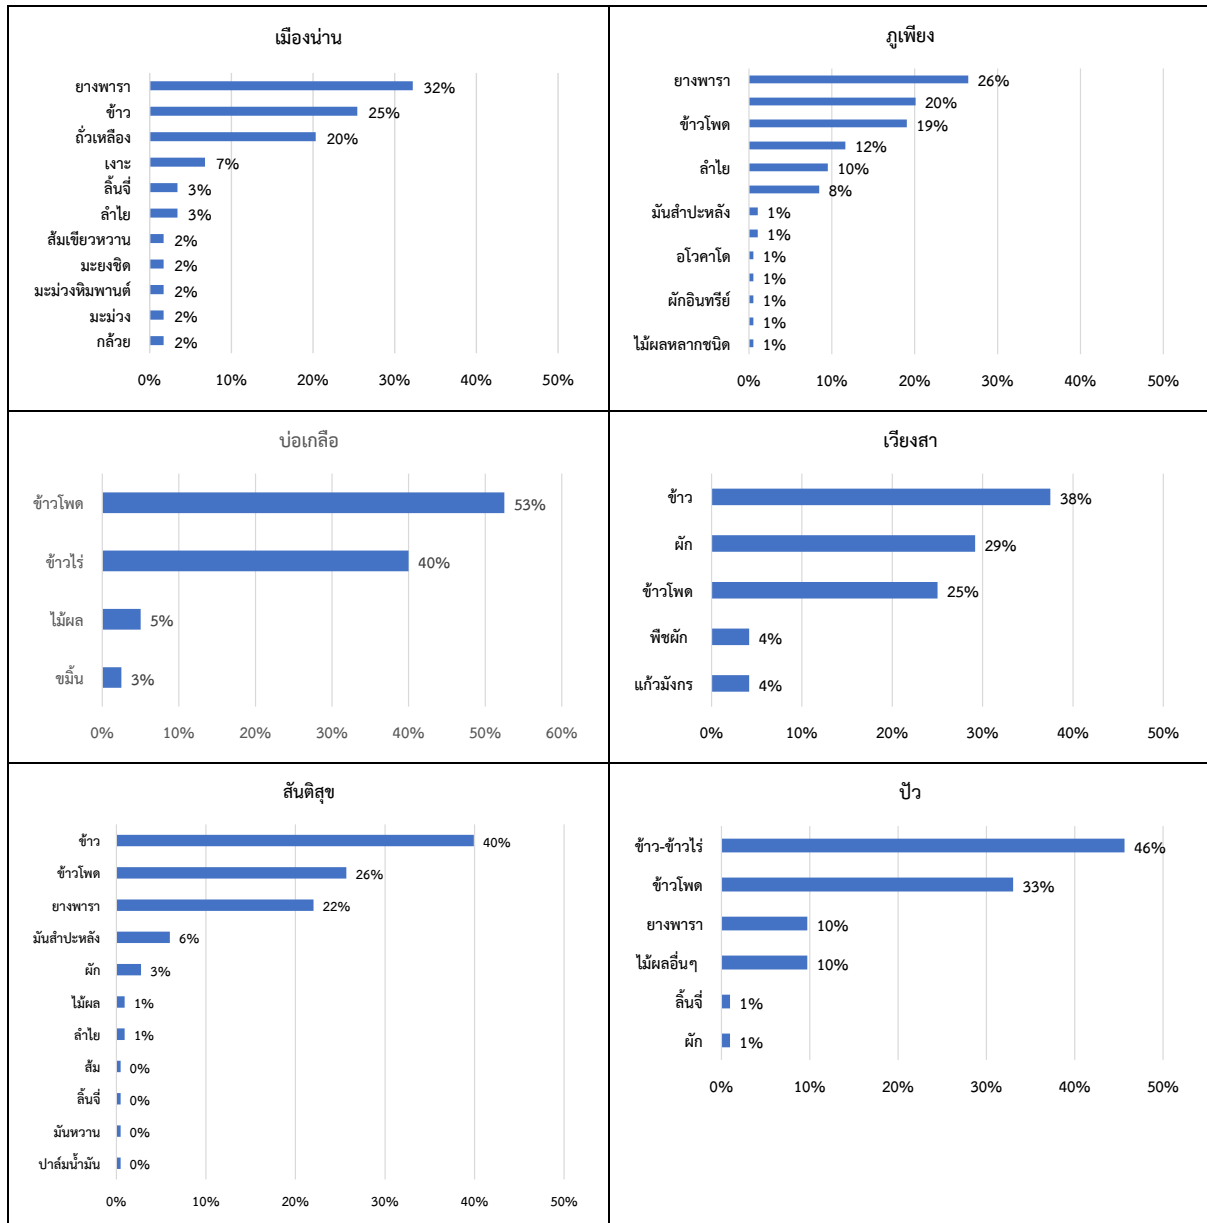 เมืองน่าน
ยางพารา 32%
ข้าว 25%
ถั่วเหลือง 20%
เงาะ 7%
ลิ้นจี่ 3%
ลำไย 3%
ส้มเขียวหวาน 2%
มะยงชิด 2%
มะม่วงหิมพานต์ 2%
มะม่วง 2%
กล้วย 2%
0% 10% 20% 30% 40% 50%
ภูเพียง
ยางพารา 26%
20%
ข้าวโพด 19%
12%
ลำไย 10%
8%
มันสำปะหลัง 1%
1%
อโวคาโด 1%
1%
ผักอินทรีย์ 1%
1%
ไม้ผลหลากชนิด 1%
0% 10% 20% 30% 40% 50%
บ่อเกลือ
ข้าวโพด 53%
ข้าวไร่ 40%
ไม้ผล 5%
ขมิ้น 3%
0% 10% 20% 30% 40% 50% 60%
เวียงสา
ข้าว 38%
ผัก 29%
ข้าวโพด 25%
พืชผัก 4%
แก้วมังกร 4%
0% 10% 20% 30% 40% 50%
สันติสุข
ข้าว 40%
ข้าวโพด 26%
ยางพารา 22%
มันสำปะหลัง 6%
ผัก 3%
ไม้ผล 1%
ลำไย 1%
ส้ม 0%
ลิ้นจี่ 0%
มันหวาน 0%
ปาล์มน้ำมัน 0%
0% 10% 20% 30% 40% 50%
ปัว
ข้าว-ข้าวไร่ 46%
ข้าวโพด 33%
ยางพารา 10%
ไม้ผลอื่นๆ 10%
ลิ้นจี่ 1%
ผัก 1%
0% 10% 20% 30% 40% 50%